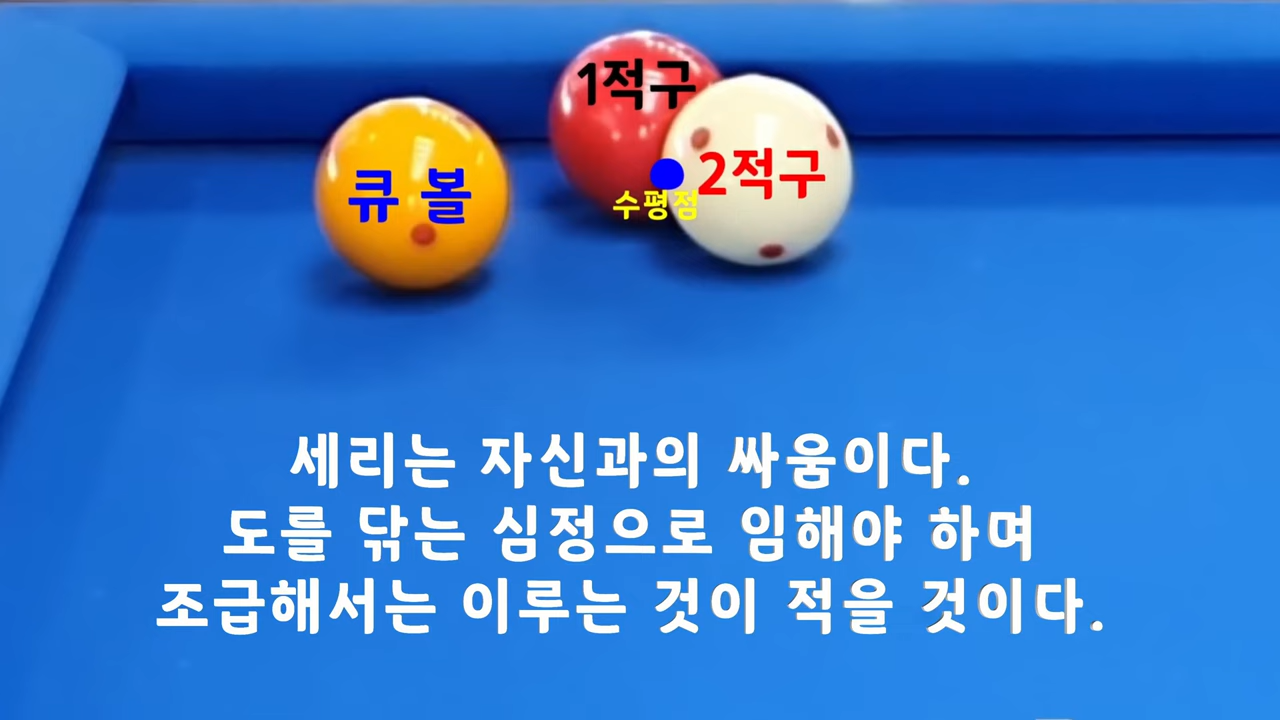 1적구
2적구
큐 볼
수평점
세리는 자신과의 싸움이다.
도를 닦는 심정으로 임해야 하며
조급해서는 이루는 것이 적을 것이다.